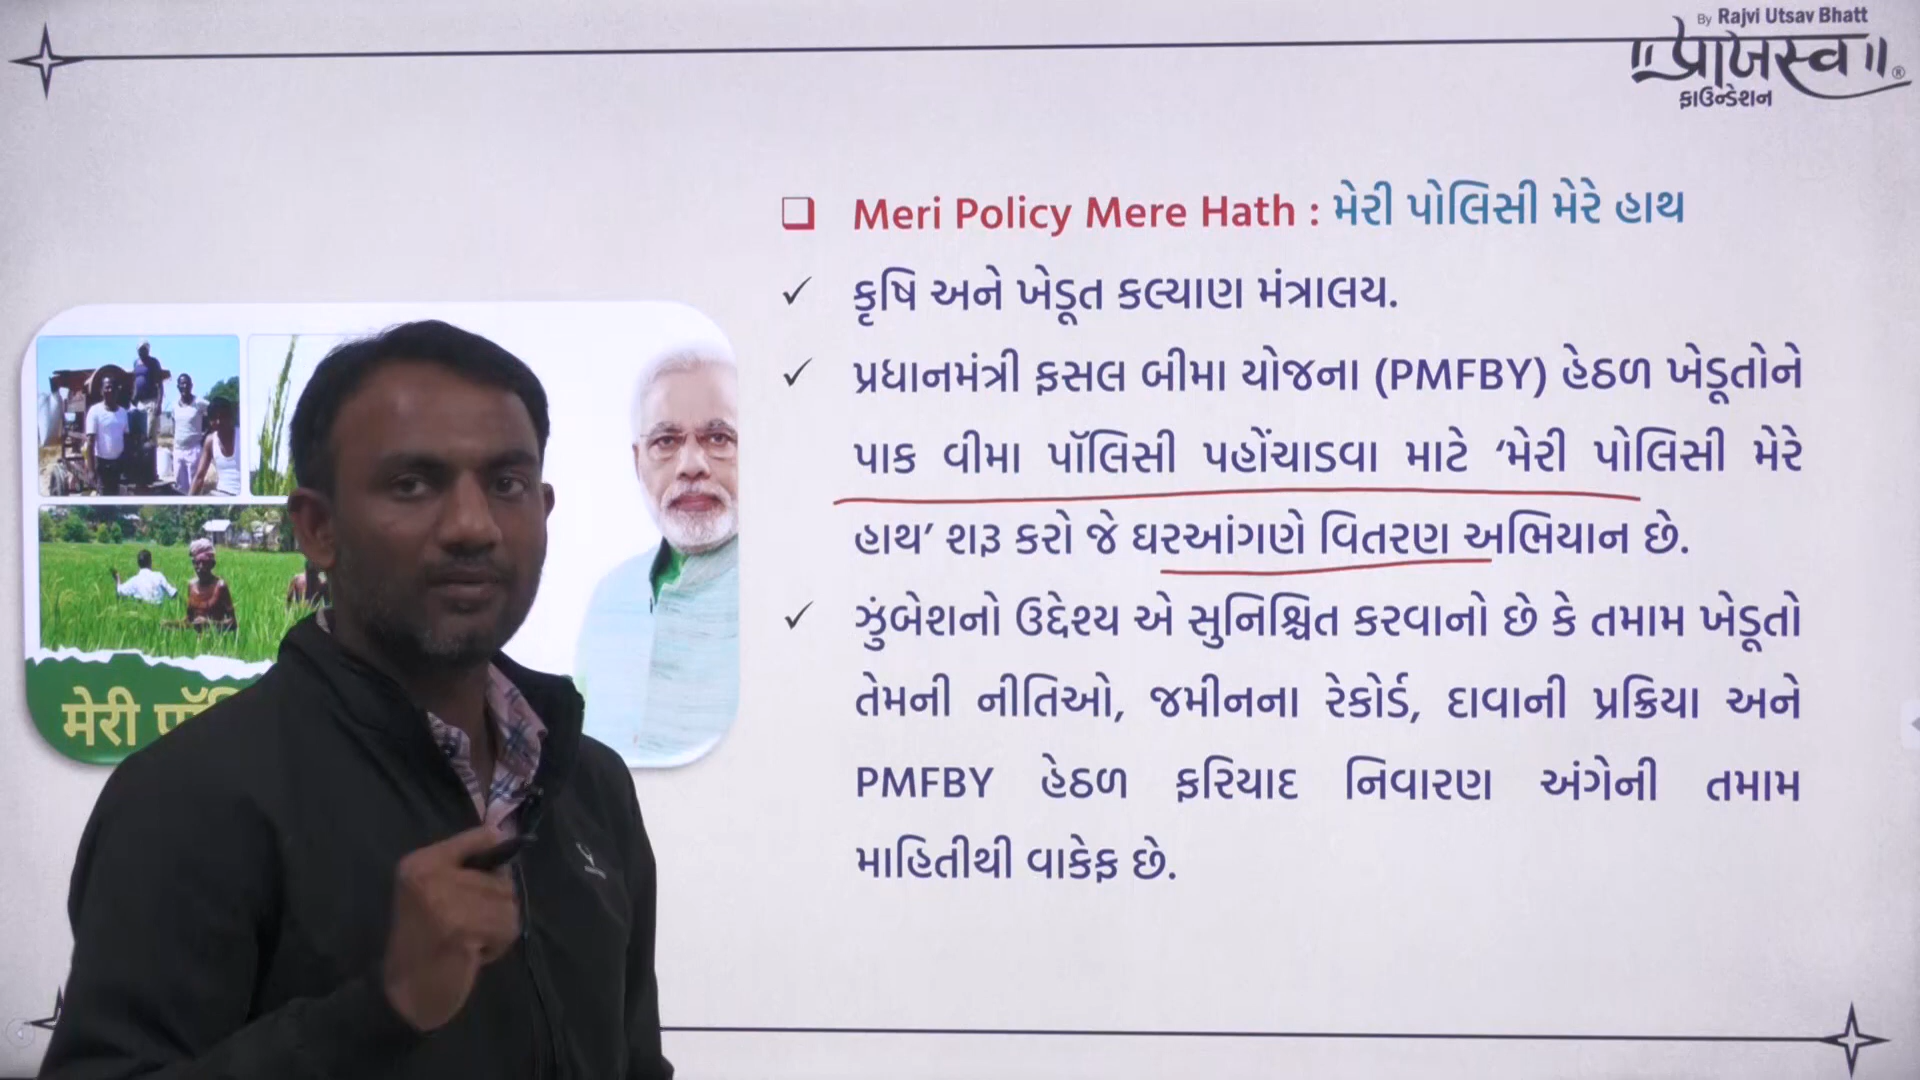 By Rajvi Utsav Bhatt
॥प्राजस्व॥
ફાઉન્ડેશન
❑ Meri Policy Mere Hath : મેરી પોલિસી મેરે હાથ
✓ કૃષિ અને ખેડૂત કલ્યાણ મંત્રાલય.
✓ પ્રધાનમંત્રી ફસલ બીમા યોજના (PMFBY) હેઠળ ખેડૂતોને
પાક વીમા પૉલિસી પહોંચાડવા માટે ‘મેરી પોલિસી મેરે
હાથ’ શરૂ કરો જે ઘરઆંગણે વિતરણ અભિયાન છે.
✓ ઝુંબેશનો ઉદ્દેશ્ય એ સુનિશ્ચિત કરવાનો છે કે તમામ ખેડૂતો
તેમની નીતિઓ, જમીનના રેકોર્ડ, દાવાની પ્રક્રિયા અને
PMFBY હેઠળ ફરિયાદ નિવારણ અંગેની તમામ
માહિતીથી વાકેફ છે.
मेरी